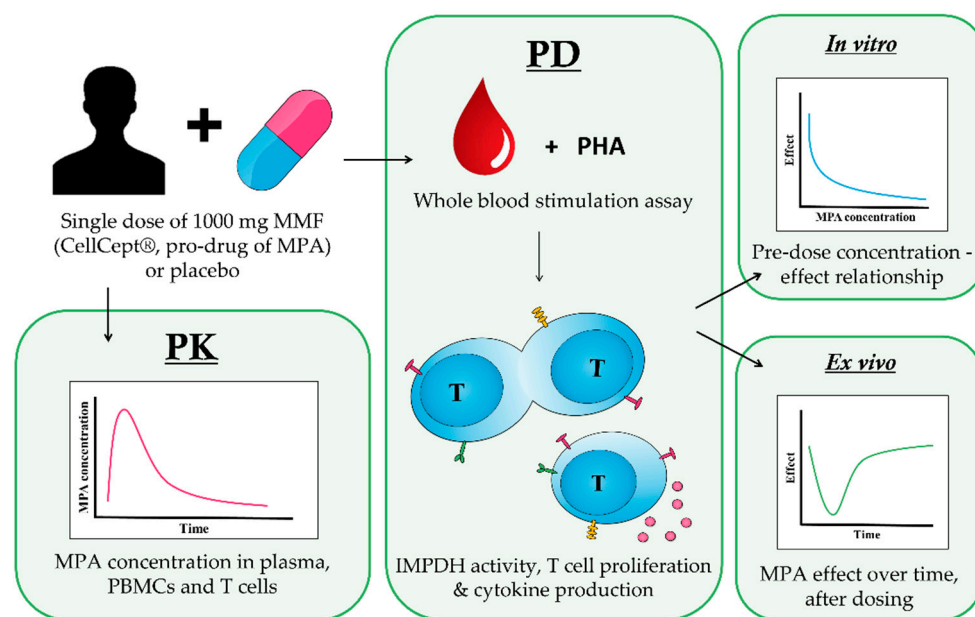 Single dose of 1000 mg MMF
(CellCept®, pro-drug of MPA)
or placebo
PK
MPA concentration
Time
MPA concentration in plasma,
PBMCs and T cells
PD
+ PHA
Whole blood stimulation assay
T
T
T
IMPDH activity, T cell proliferation
& cytokine production
In vitro
Effect
MPA concentration
Pre-dose concentration -
effect relationship
Ex vivo
Effect
Time
MPA effect over time,
after dosing